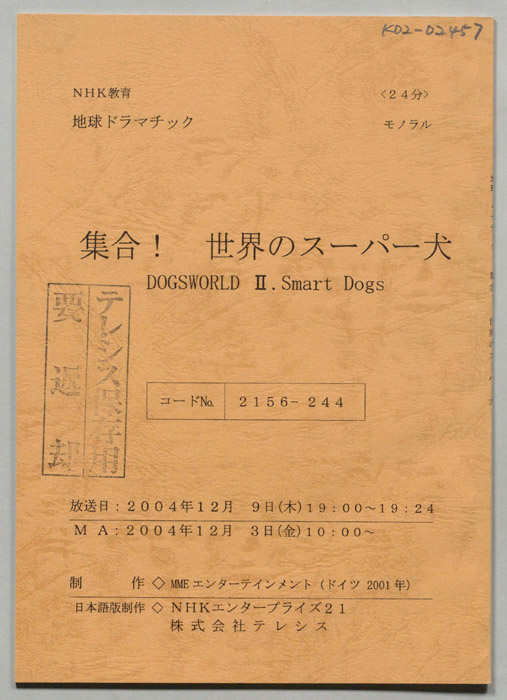 K02-02457
NHK教育 〈24分〉
地球ドラマチック モノラル
集合！ 世界のスーパー犬
DOGSWORLD Ⅱ.Smart Dogs
テレシス保存用
要返却
コードNo. 2156-244
放送日：2004年12月 9日(木)19:00～19:24
ＭＡ：2004年12月 3日(金)10:00～
制作◇ MMEエンターテインメント（ドイツ 2001年）
日本語版制作◇ NHKエンタープライズ21
株式会社テレシス